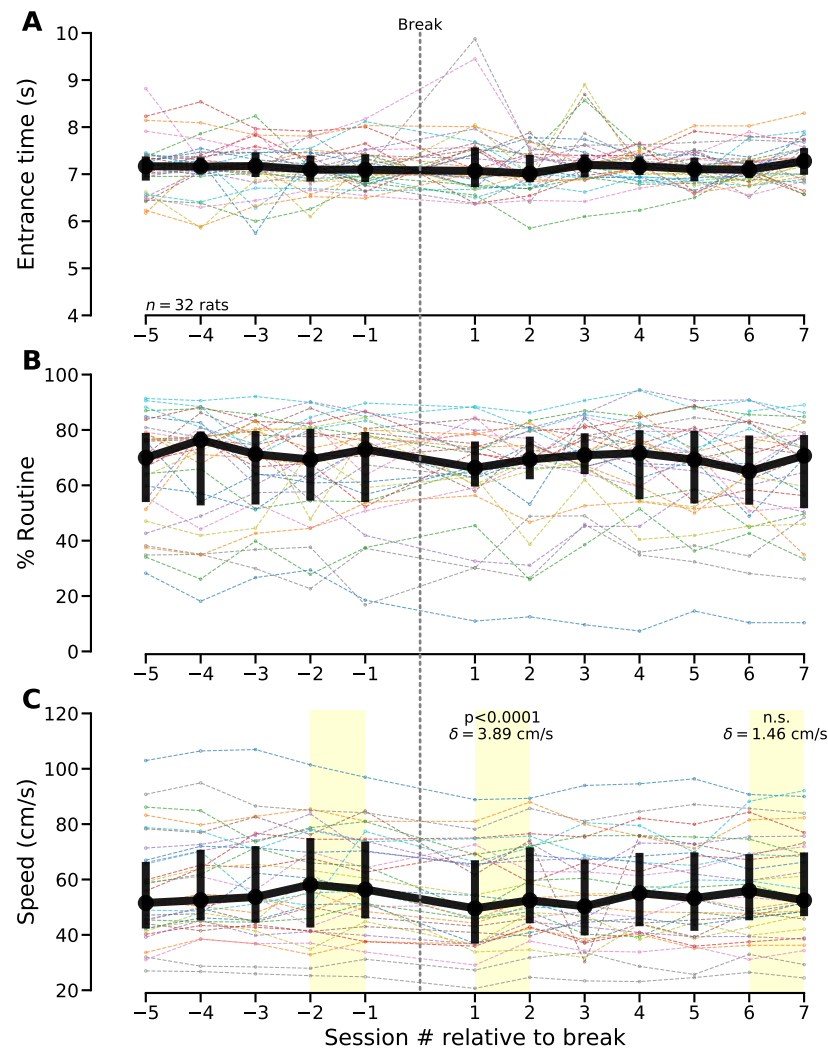 A
Break
Entrance time (s)
10
9
8
7
6
5
4
n = 32 rats
−5 −4 −3 −2 −1 1 2 3 4 5 6 7
B
% Routine
100
80
60
40
20
0
−5 −4 −3 −2 −1 1 2 3 4 5 6 7
C
Speed (cm/s)
120
100
80
60
40
20
p<0.0001
δ = 3.89 cm/s
n.s.
δ = 1.46 cm/s
−5 −4 −3 −2 −1 1 2 3 4 5 6 7
Session # relative to break